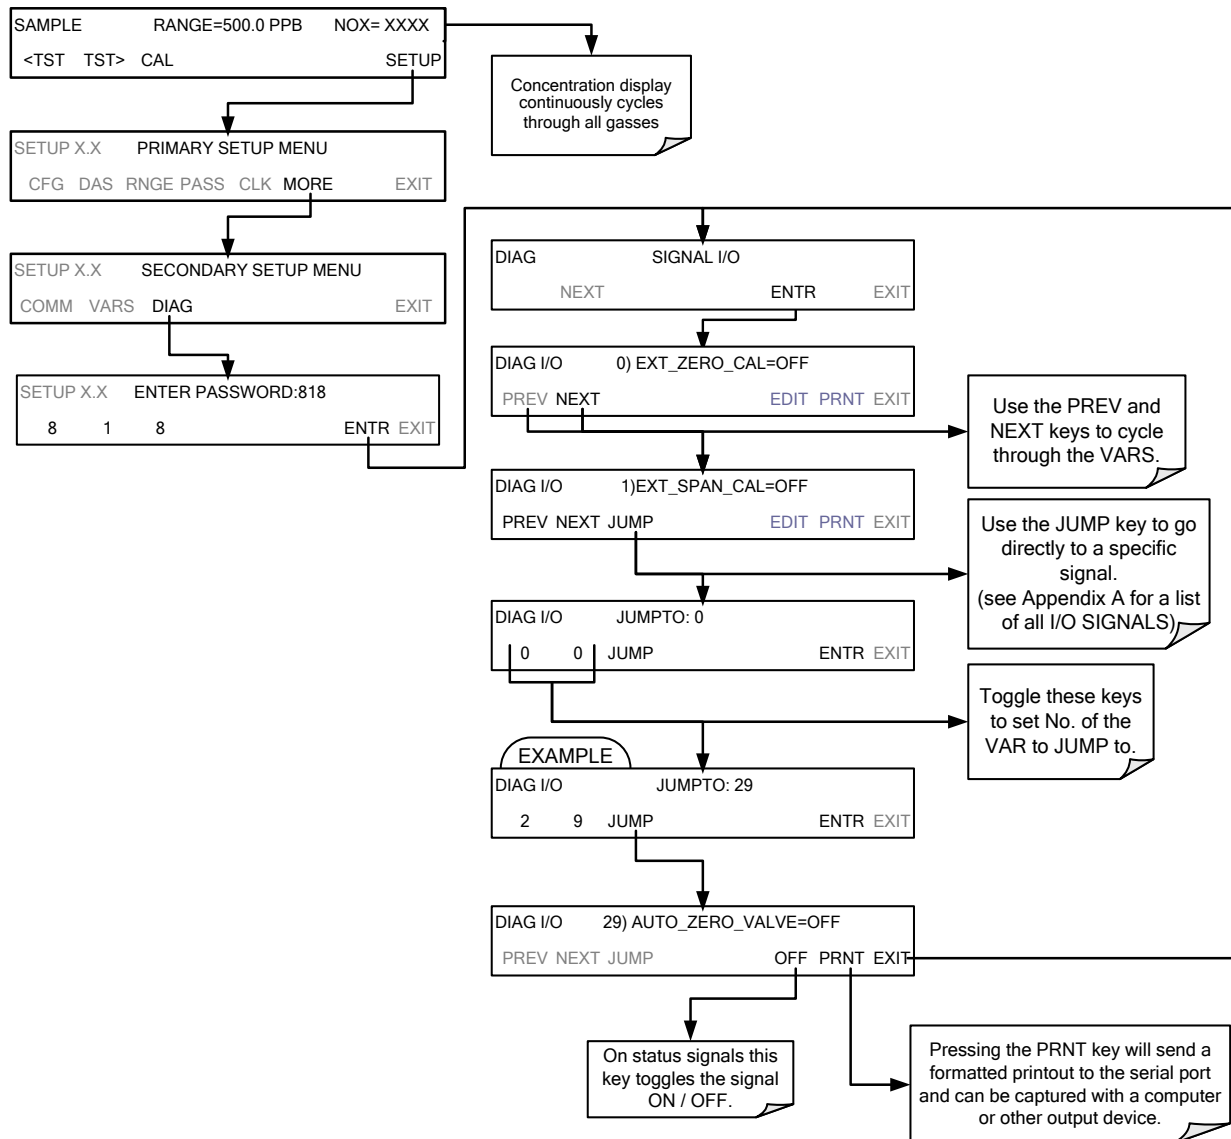 SAMPLE RANGE=500.0 PPB NOX= XXXX
<TST TST> CAL SETUP
Concentration display
continuously cycles
through all gasses
SETUP X.X PRIMARY SETUP MENU
CFG DAS RNGE PASS CLK MORE EXIT
SETUP X.X SECONDARY SETUP MENU
COMM VARS DIAG EXIT
SETUP X.X ENTER PASSWORD:818
8 1 8 ENTR EXIT
DIAG SIGNAL I/O
NEXT ENTR EXIT
DIAG I/O 0) EXT_ZERO_CAL=OFF
PREV NEXT EDIT PRNT EXIT
Use the PREV and
NEXT keys to cycle
through the VARS.
DIAG I/O 1)EXT_SPAN_CAL=OFF
PREV NEXT JUMP EDIT PRNT EXIT
Use the JUMP key to go
directly to a specific
signal.
(see Appendix A for a list
of all I/O SIGNALS)
DIAG I/O JUMPTO: 0
0 0 JUMP ENTR EXIT
Toggle these keys
to set No. of the
VAR to JUMP to.
EXAMPLE
DIAG I/O JUMPTO: 29
2 9 JUMP ENTR EXIT
DIAG I/O 29) AUTO_ZERO_VALVE=OFF
PREV NEXT JUMP OFF PRNT EXIT
On status signals this
key toggles the signal
ON / OFF.
Pressing the PRNT key will send a
formatted printout to the serial port
and can be captured with a computer
or other output device.